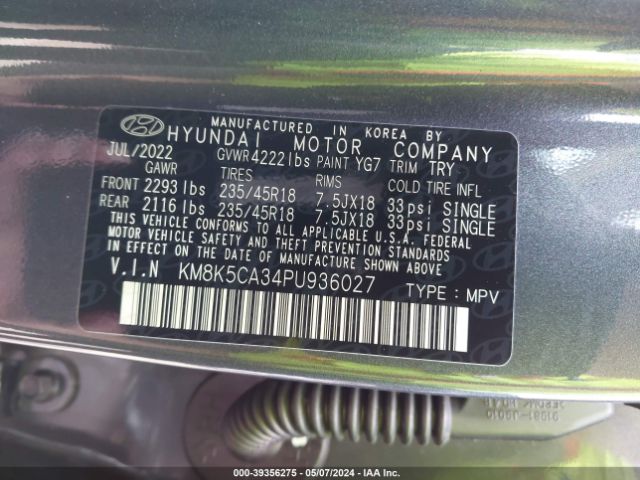 MANUFACTURED IN KOREA BY
HYUNDAI MOTOR COMPANY
JUL/2022 GVWR 4222 lbs PAINT YG7 TRIM TRY
GAWR TIRES RIMS COLD TIRE INFL
FRONT 2293 lbs 235/45R18 7.5JX18 33psi SINGLE
REAR 2116 lbs 235/45R18 7.5JX18 33psi SINGLE
THIS VEHICLE CONFORMS TO ALL APPLICABLE U.S.A. FEDERAL
MOTOR VEHICLE SAFETY AND THEFT PREVENTION STANDARDS
IN EFFECT ON THE DATE OF MANUFACTURE SHOWN ABOVE.
V.I.N KM8K5CA34PU936027 TYPE : MPV
000-39356275 - 05/07/2024 - IAA Inc.